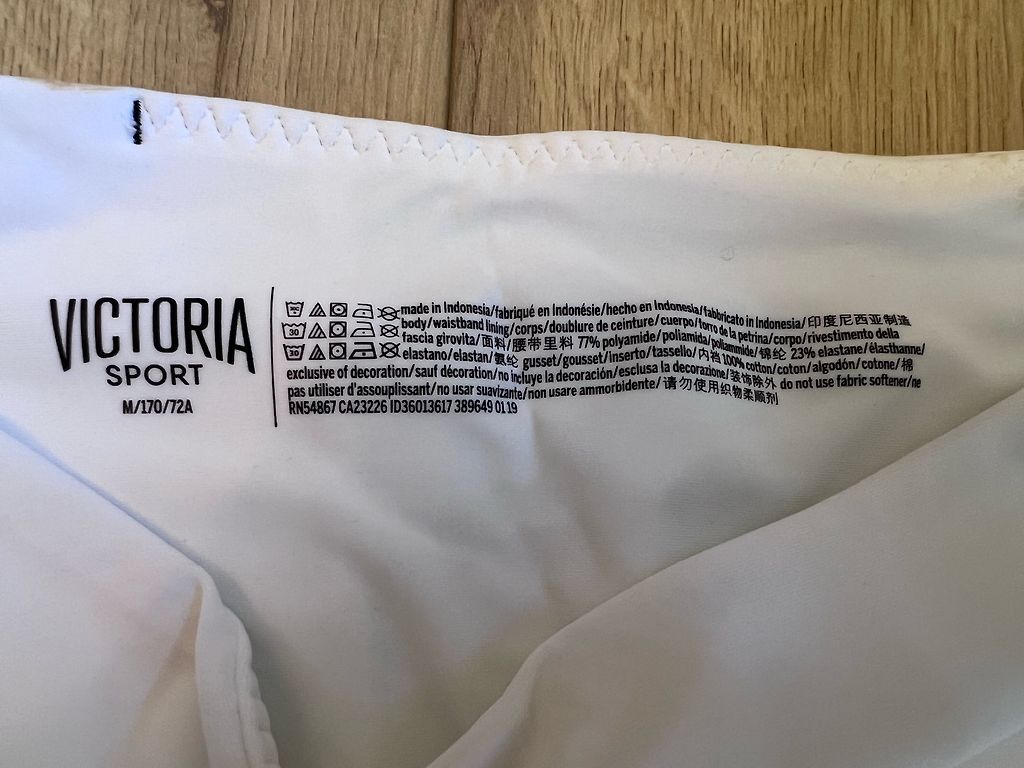 VICTORIA
SPORT
M/170/72A
made in Indonesia/fabriqué en Indonésie/hecho en Indonesia/fabbricato in Indonesia/印度尼西亚制造
body/waistband lining/corps/doublure de ceinture/cuerpo/torro de la petrina/corpo/rivestimento della
fascia girovita/面料/腰带里料 77% polyamide/poliamida/poliammide/锦纶 23% elastane/élasthanne/
elastano/elastan/氨纶 gusset/gousset/inserto/tassello/内裆 100% cotton/coton/algodón/cotone/棉
exclusive of decoration/sauf décoration/no incluye la decoración/esclusa la decorazione/装饰除外 do not use fabric softener/ne
pas utiliser d'assouplissant/no usar suavizante/non usare ammorbidente/请勿使用织物柔顺剂
RN54867 CA23226 ID36013617 389649 0119